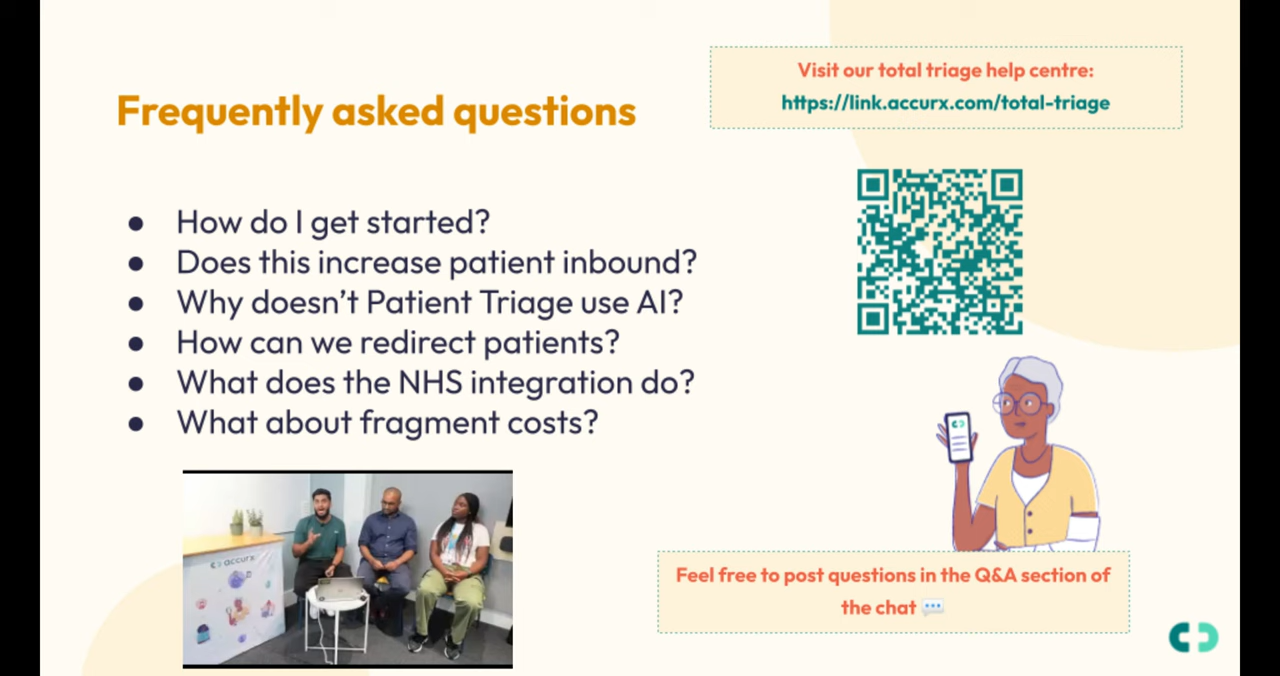 Visit our total triage help centre:
https://link.accurx.com/total-triage
Frequently asked questions
● How do I get started?
● Does this increase patient inbound?
● Why doesn’t Patient Triage use AI?
● How can we redirect patients?
● What does the NHS integration do?
● What about fragment costs?
accurx
Feel free to post questions in the Q&A section of
the chat 💬